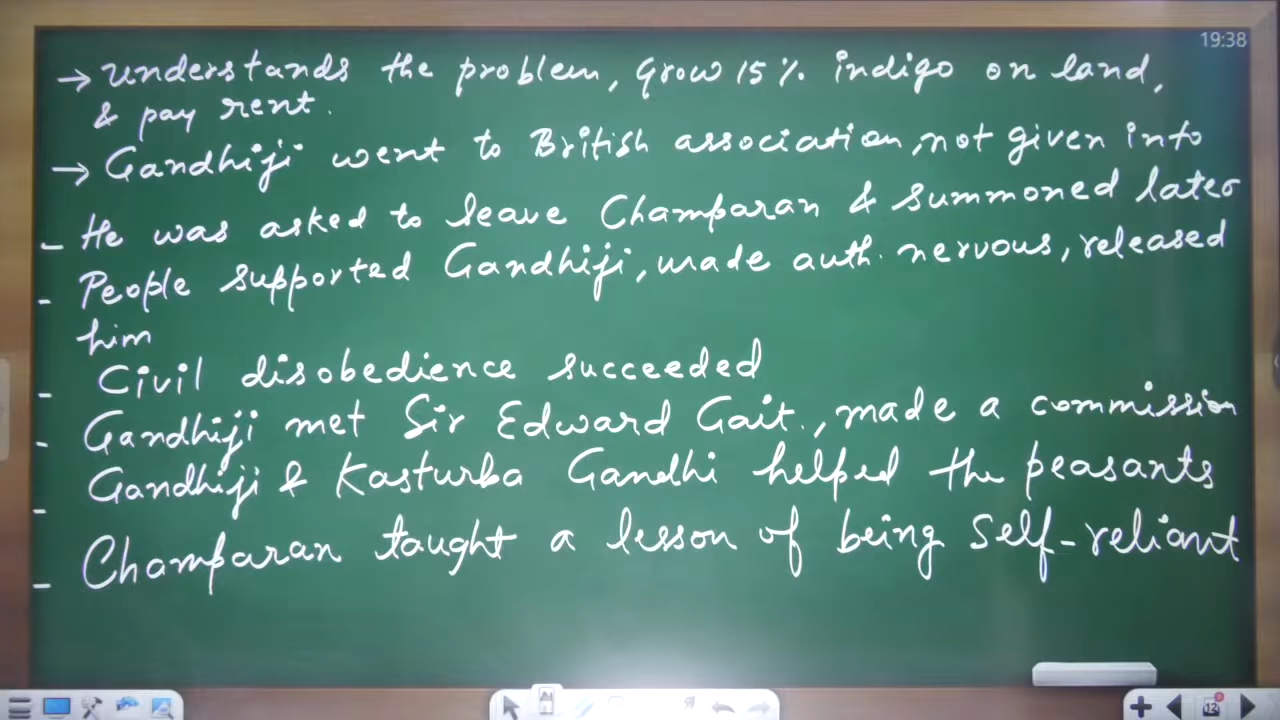 19:38
→ Understands the problem, Grow 15% indigo on land,
& pay rent.
→ Gandhiji went to British association, not given info
- He was asked to leave Champaran & summoned later
- People supported Gandhiji, made auth. nervous, released
him
- Civil disobedience succeeded
- Gandhiji met Sir Edward Gait., made a commission
- Gandhiji & Kasturba Gandhi helped the peasants
- Champaran taught a lesson of being self-reliant
12